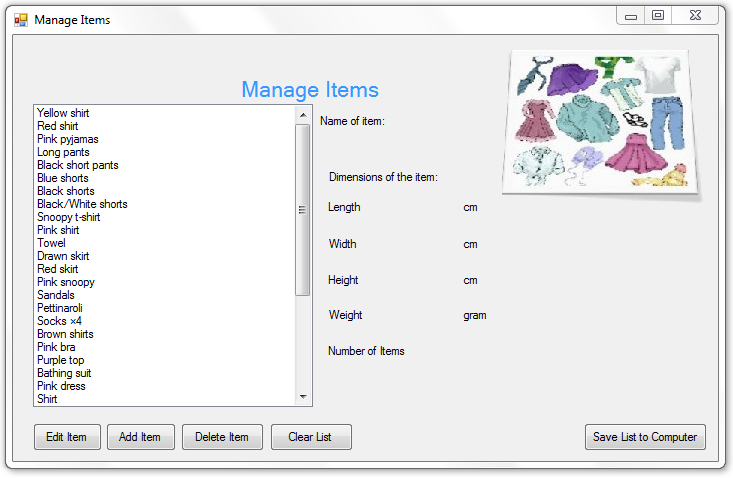 Manage Items
Manage Items
Yellow shirt
Red shirt
Pink pyjamas
Long pants
Black short pants
Blue shorts
Black shorts
Black/White shorts
Snoopy t-shirt
Pink shirt
Towel
Drawn skirt
Red skirt
Pink snoopy
Sandals
Pettinaroli
Socks ×4
Brown shirts
Pink bra
Purple top
Bathing suit
Pink dress
Shirt
Name of item:
Dimensions of the item:
Length cm
Width cm
Height cm
Weight gram
Number of Items
Edit Item Add Item Delete Item Clear List Save List to Computer